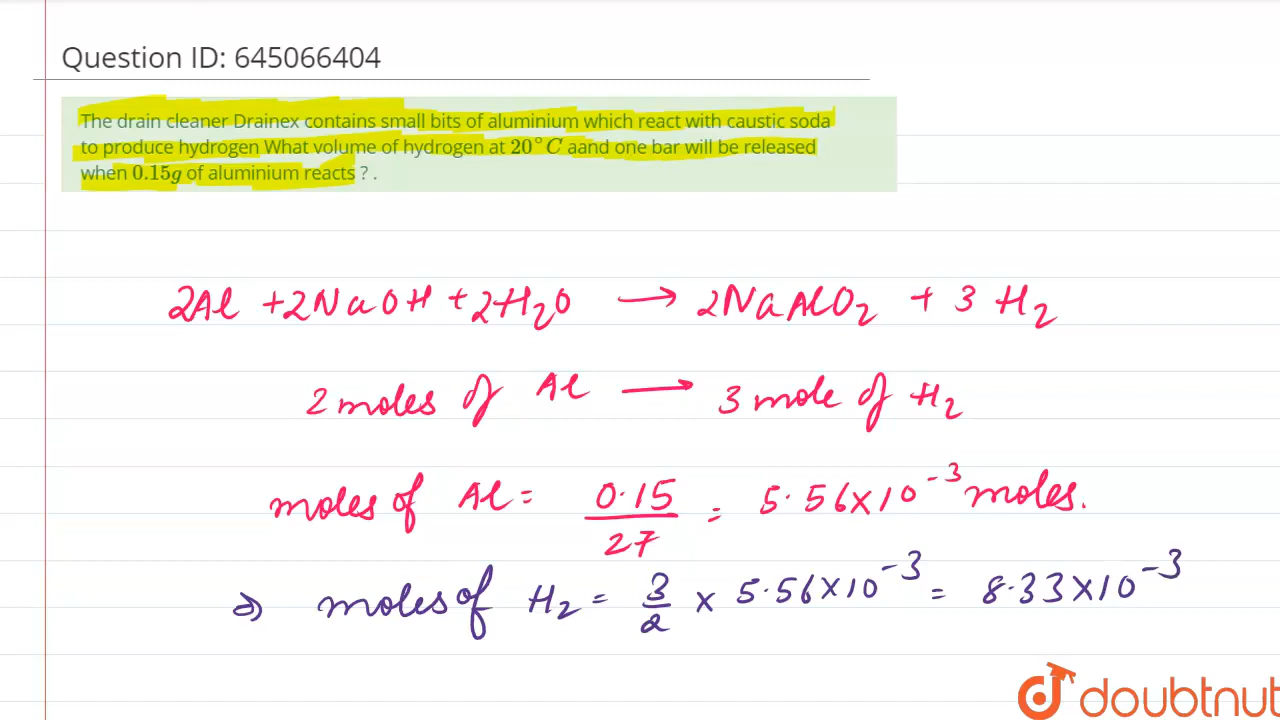 Question ID: 645066404
The drain cleaner Drainex contains small bits of aluminium which react with caustic soda
to produce hydrogen What volume of hydrogen at 20°C aand one bar will be released
when 0.15g of aluminium reacts ? .
2Al + 2NaOH + 2H₂O → 2NaAlO₂ + 3 H₂
2 moles of Al → 3 mole of H₂
moles of Al = 0.15/27 = 5.56×10⁻³ moles.
⇒ moles of H₂ = 3/2 × 5.56×10⁻³ = 8.33×10⁻³
doubtnut